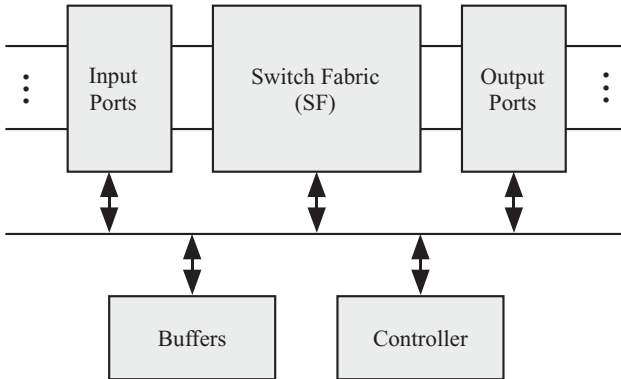 Input
Ports
Switch Fabric
(SF)
Output
Ports
Buffers
Controller